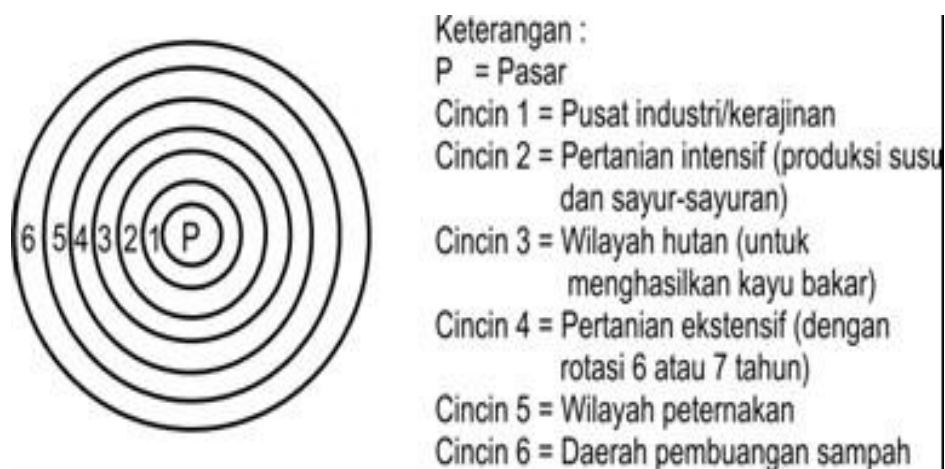 Keterangan :
P = Pasar
Cincin 1 = Pusat industri/kerajinan
Cincin 2 = Pertanian intensif (produksi susu
dan sayur-sayuran)
Cincin 3 = Wilayah hutan (untuk
menghasilkan kayu bakar)
Cincin 4 = Pertanian ekstensif (dengan
rotasi 6 atau 7 tahun)
Cincin 5 = Wilayah peternakan
Cincin 6 = Daerah pembuangan sampah
6 5 4 3 2 1 P